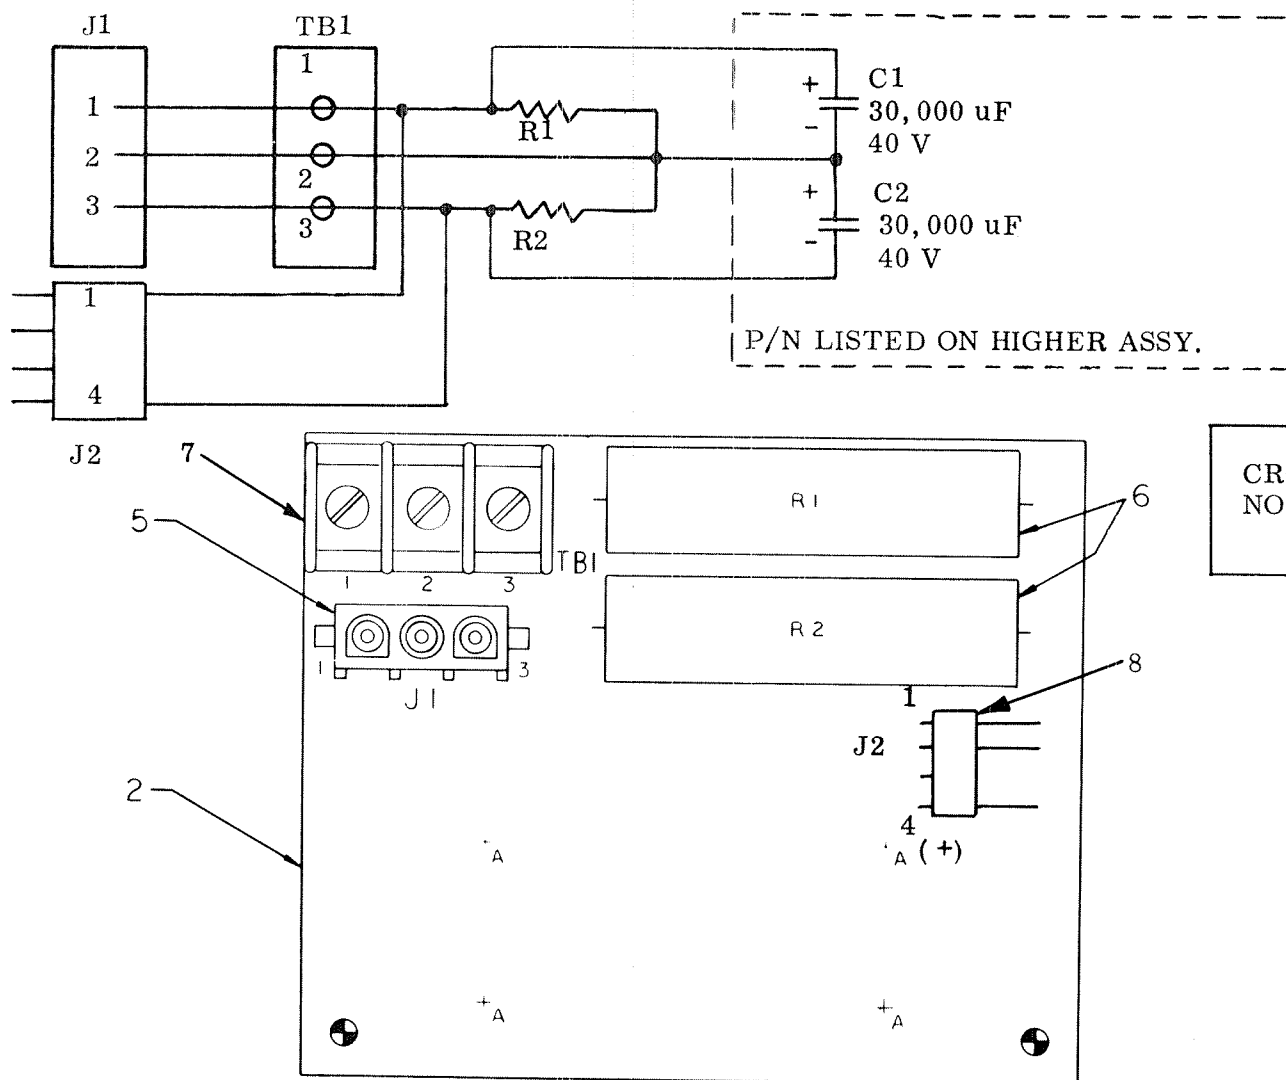 J1
TB1
1
1
2
2
3
3
R1
R2
+
C1
30,000 uF
-
40 V
+
C2
30,000 uF
-
40 V
P/N LISTED ON HIGHER ASSY.
1
4
J2
7
5
TB1
1 2 3
1
3
J1
R1
R2
6
CR
NO
8
1
J2
4
A (+)
2
A
+A
+A